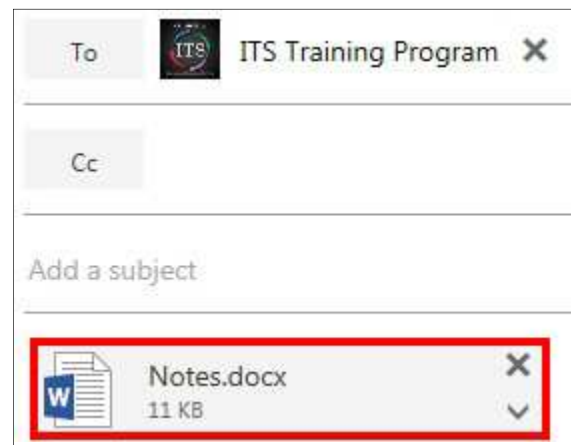 To
ITS
ITS Training Program
Cc
Add a subject
W
Notes.docx
11 KB